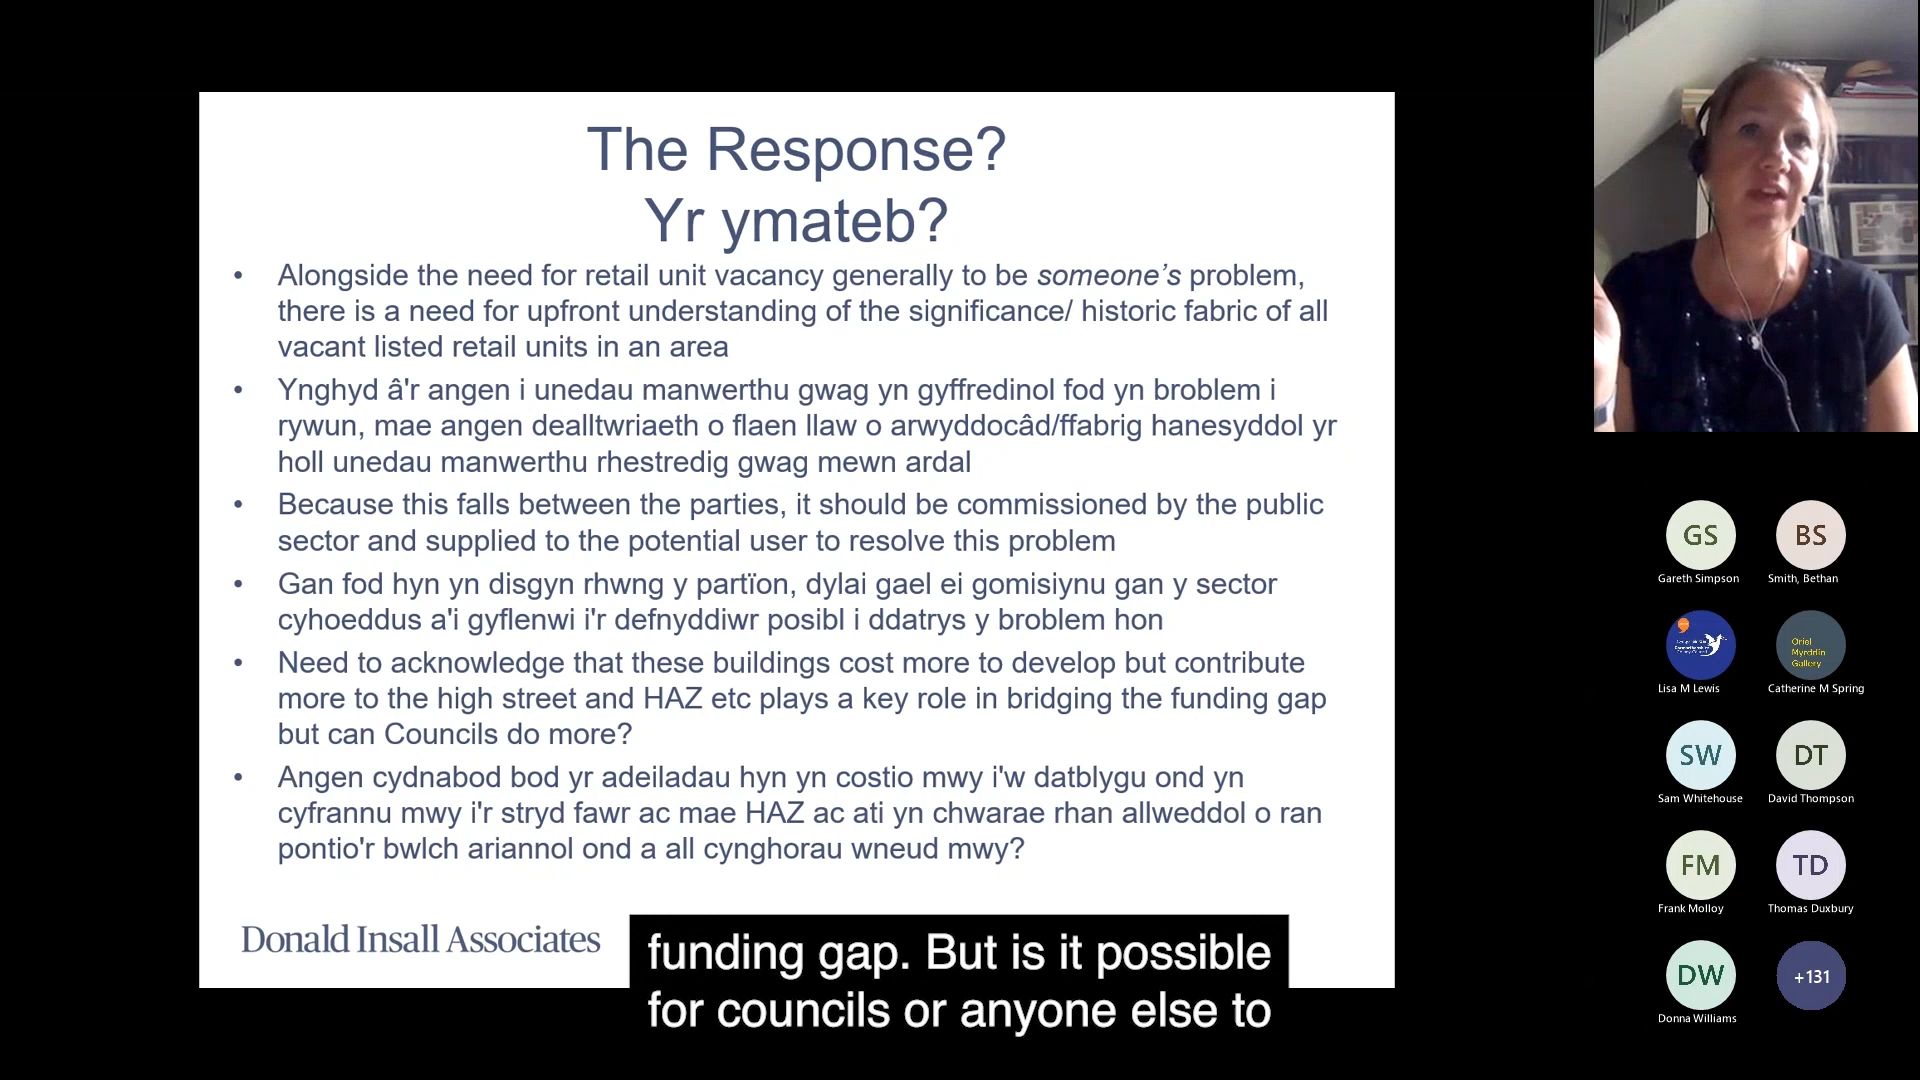 The Response?
Yr ymateb?
• Alongside the need for retail unit vacancy generally to be someone's problem,
there is a need for upfront understanding of the significance/ historic fabric of all
vacant listed retail units in an area
• Ynghyd â'r angen i unedau manwerthu gwag yn gyffredinol fod yn broblem i
rywun, mae angen dealltwriaeth o flaen llaw o arwyddocâd/ffabrig hanesyddol yr
holl unedau manwerthu rhestredig gwag mewn ardal
• Because this falls between the parties, it should be commissioned by the public
sector and supplied to the potential user to resolve this problem
• Gan fod hyn yn disgyn rhwng y partïon, dylai gael ei gomisiynu gan y sector
cyhoeddus a'i gyflenwi i'r defnyddiwr posibl i ddatrys y broblem hon
• Need to acknowledge that these buildings cost more to develop but contribute
more to the high street and HAZ etc plays a key role in bridging the funding gap
but can Councils do more?
• Angen cydnabod bod yr adeiladau hyn yn costio mwy i'w datblygu ond yn
cyfrannu mwy i'r stryd fawr ac mae HAZ ac ati yn chwarae rhan allweddol o ran
pontio'r bwlch ariannol ond a all cynghorau wneud mwy?
Donald Insall Associates
funding gap. But is it possible
for councils or anyone else to
GS
Gareth Simpson
BS
Smith, Bethan
Lisa M Lewis
Oriel
Myrddin
Gallery
Catherine M Spring
SW
Sam Whitehouse
DT
David Thompson
FM
Frank Molloy
TD
Thomas Duxbury
DW
Donna Williams
+131